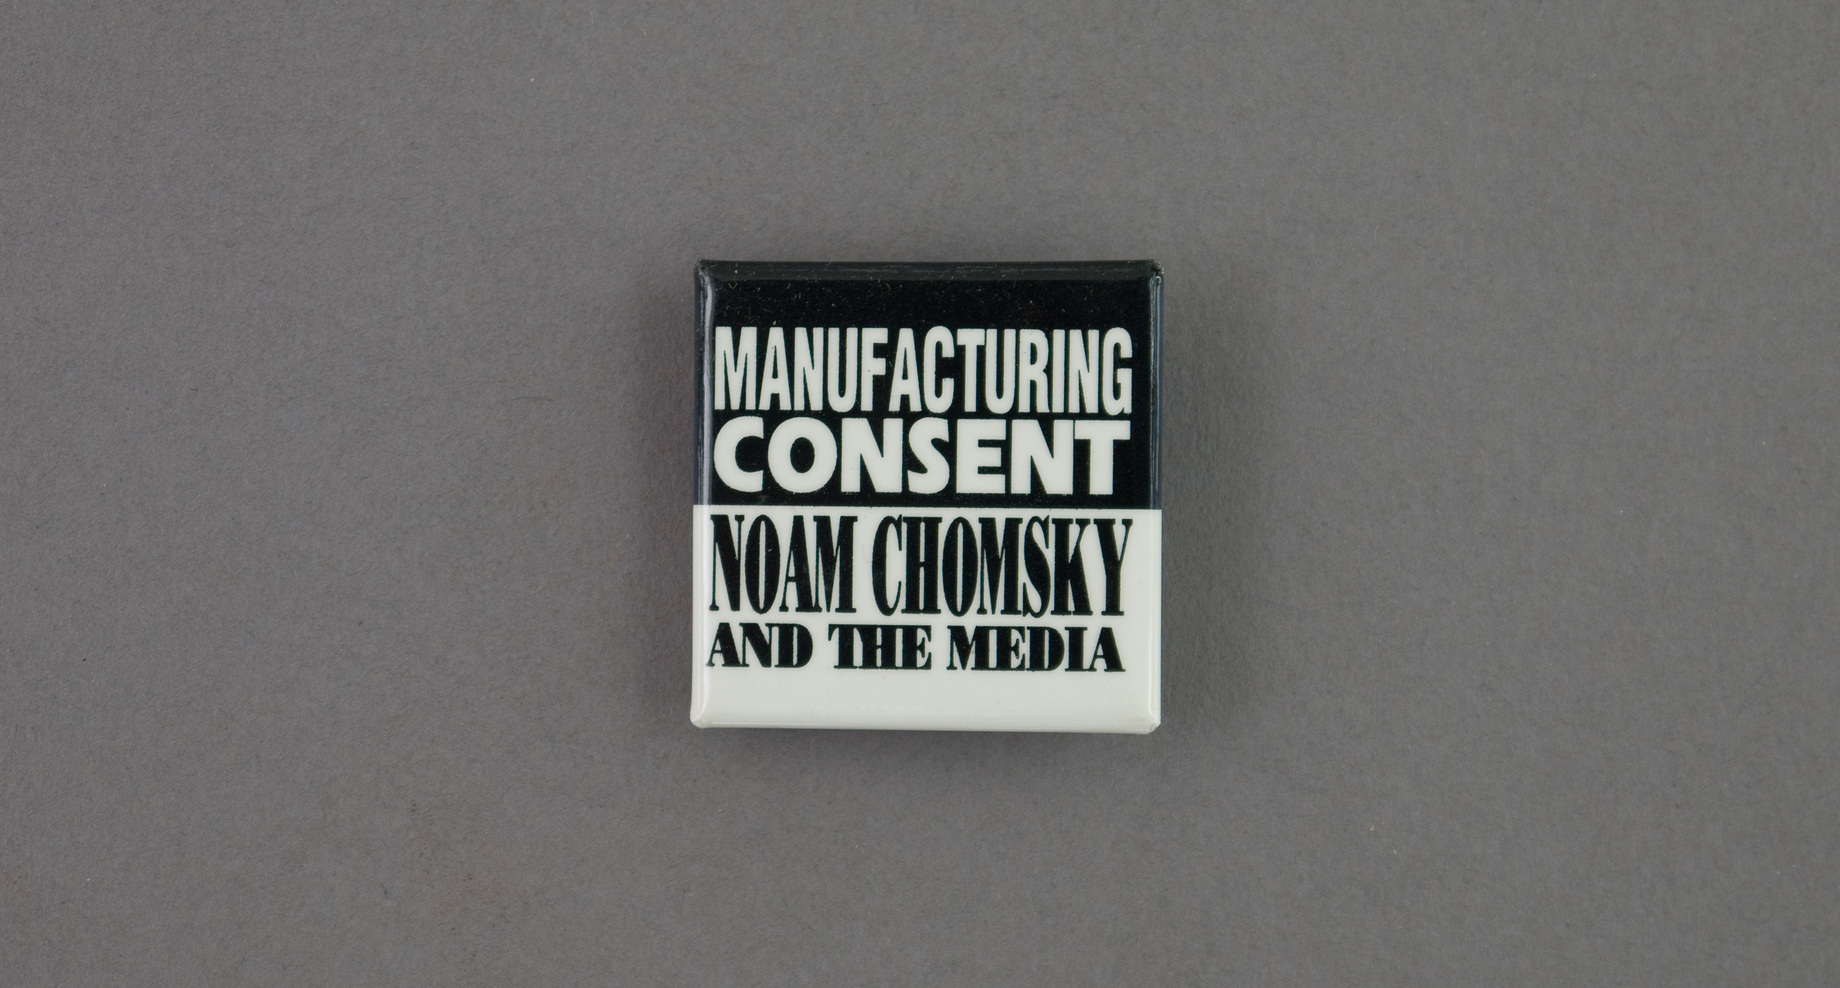 MANUFACTURING
CONSENT
NOAM CHOMSKY
AND THE MEDIA